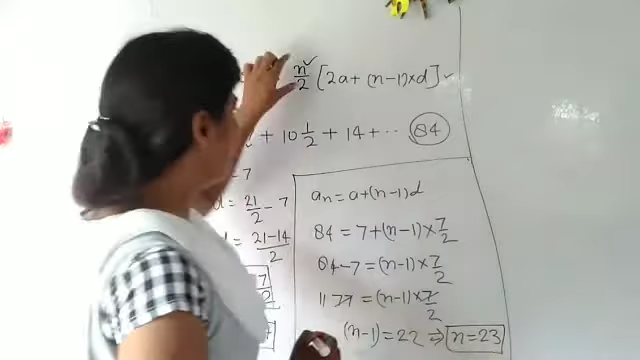 n/2 [2a + (n-1)×d]
+ 10 1/2 + 14 + ... 84
7
d = 21/2 - 7
d = 21-14/2
7/2
an = a+(n-1)d
84 = 7+(n-1)×7/2
84-7 = (n-1)×7/2
11 77 = (n-1)×7/2
(n-1) = 22 ⇒ n=23